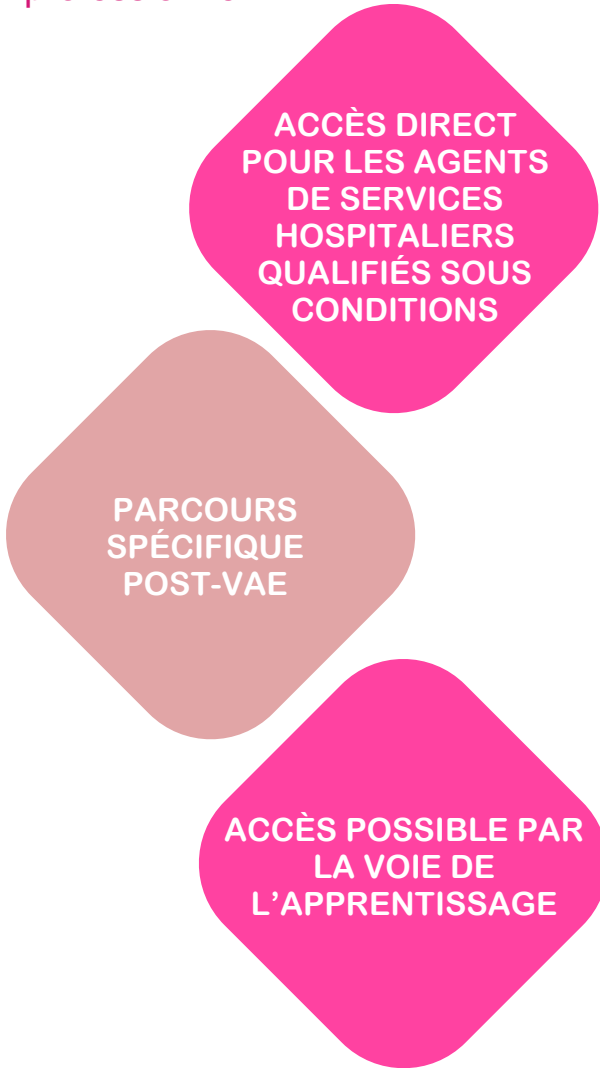 ACCÈS DIRECT
POUR LES AGENTS
DE SERVICES
HOSPITALIERS
QUALIFIÉS SOUS
CONDITIONS
PARCOURS
SPÉCIFIQUE
POST-VAE
ACCÈS POSSIBLE PAR
LA VOIE DE
L’APPRENTISSAGE